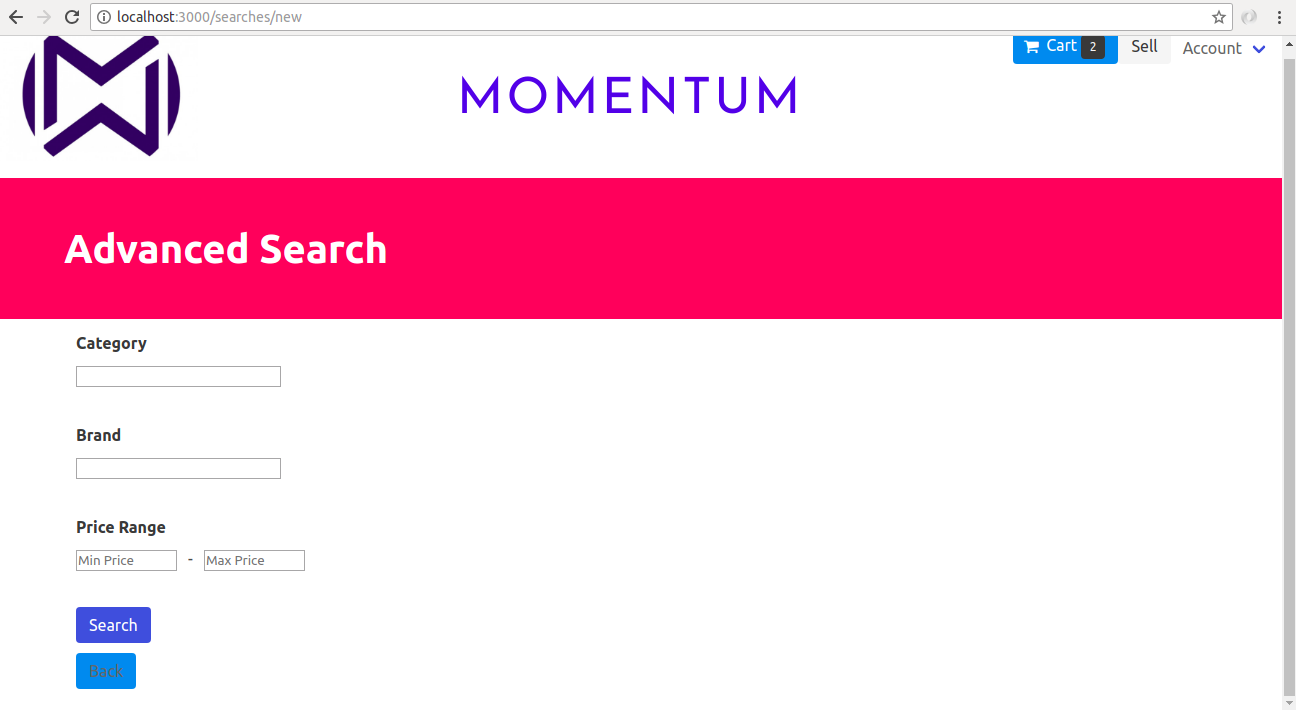 localhost:3000/searches/new
Cart 2 Sell Account
MOMENTUM
Advanced Search
Category
Brand
Price Range
Min Price - Max Price
Search
Back